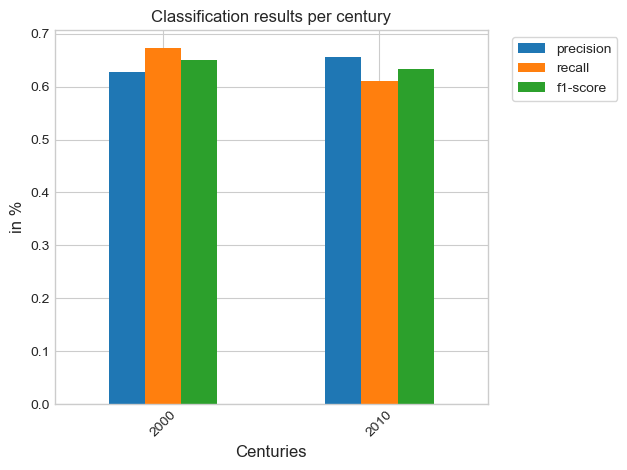 Classification results per century
0.7
0.6
0.5
0.4
0.3
0.2
0.1
0.0
in %
2000
2010
Centuries
precision
recall
f1-score